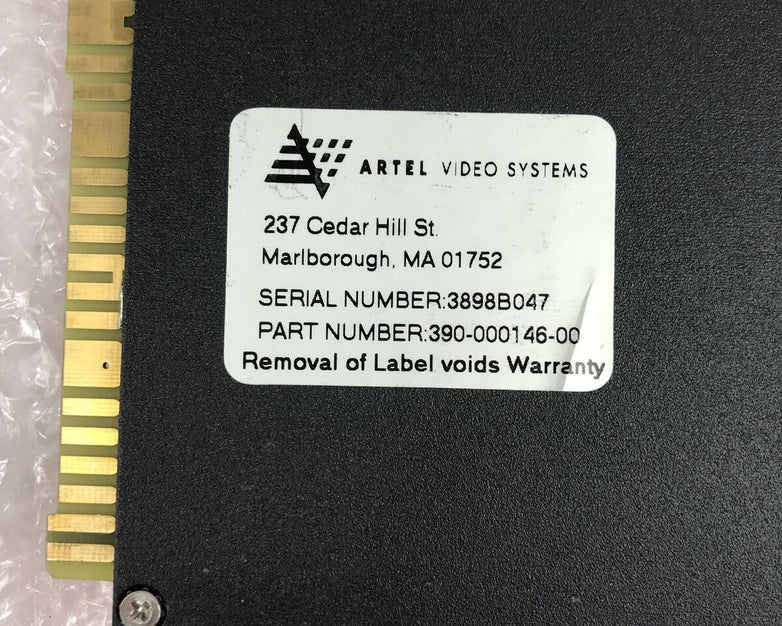 ARTEL VIDEO SYSTEMS
237 Cedar Hill St.
Marlborough, MA 01752
SERIAL NUMBER:3898B047
PART NUMBER:390-000146-00
Removal of Label voids Warranty